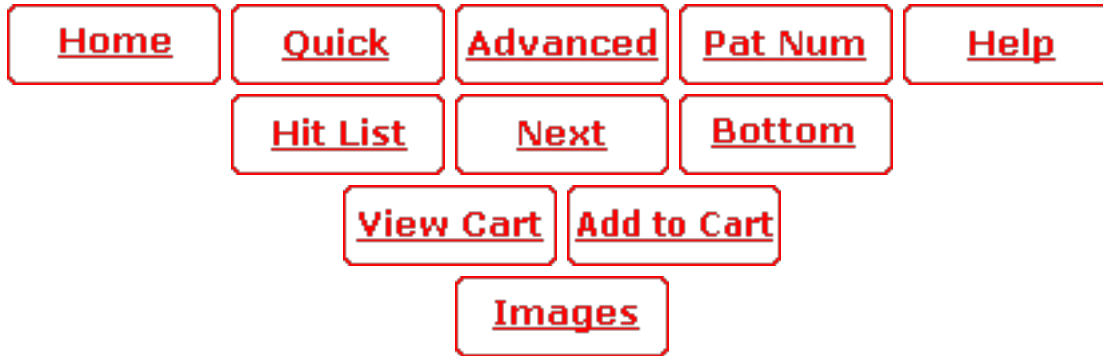 Home Quick Advanced Pat Num Help
Hit List Next Bottom
View Cart Add to Cart
Images